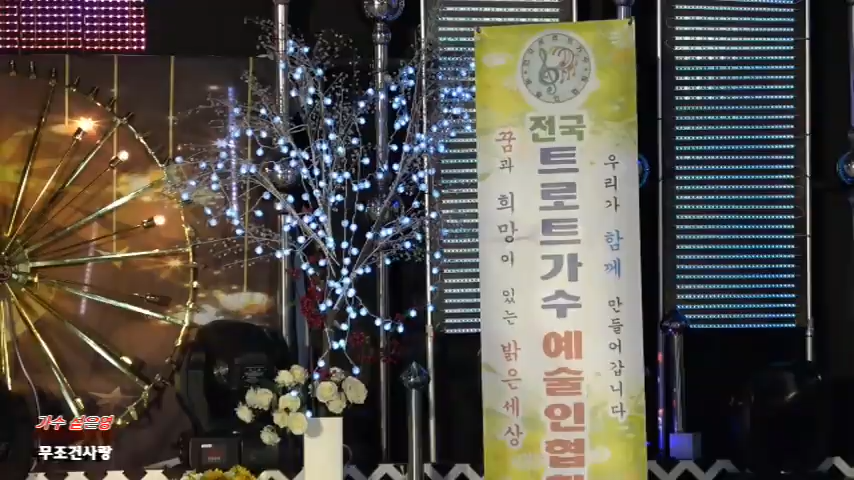 꿈과 희망이 있는 밝은세상
전국
트로트가수 예술인협
우리가 함께 만들어갑니다
가수
무조건사랑